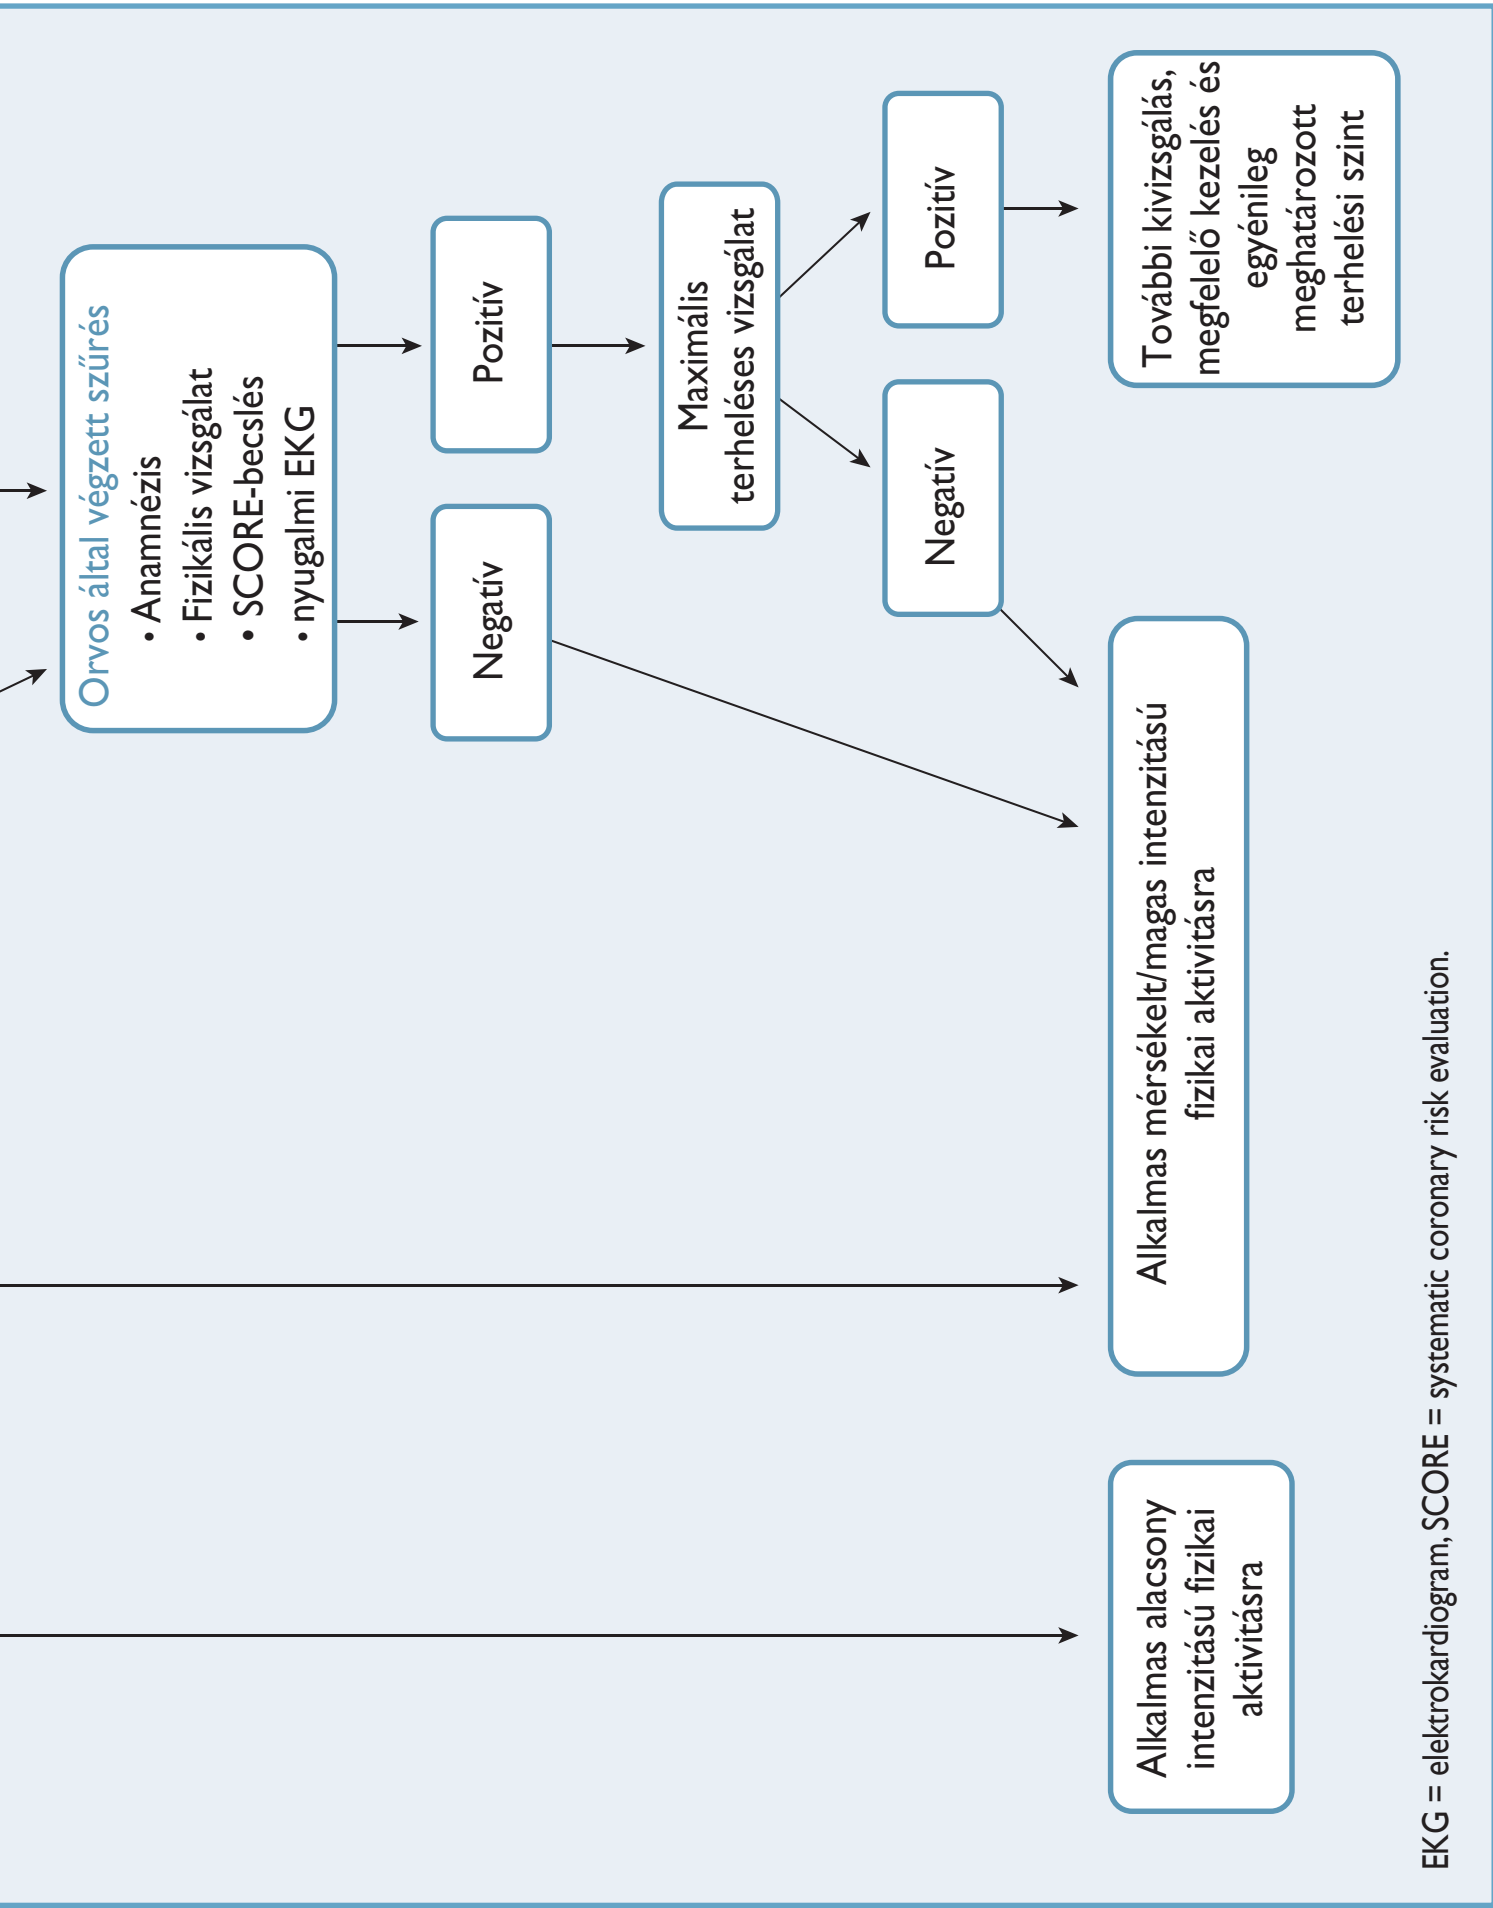 Orvos által végzett szűrés
• Anamnézis
• Fizikális vizsgálat
• SCORE-becslés
• nyugalmi EKG
Negatív
Pozitív
Maximális
terheléses vizsgálat
Negatív
Pozitív
Alkalmas alacsony
intenzitású fizikai
aktivitásra
Alkalmas mérsékelt/magas intenzitású
fizikai aktivitásra
További kivizsgálás,
megfelelő kezelés és
egyénileg
meghatározott
terhelési szint
EKG = elektrokardiogram, SCORE = systematic coronary risk evaluation.